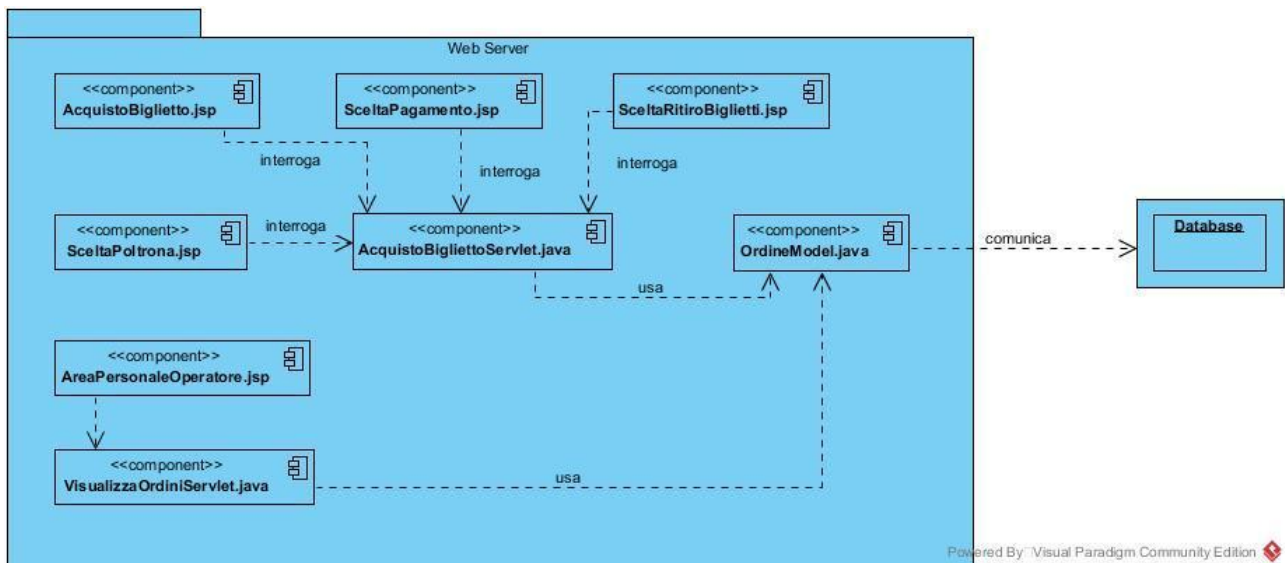 Web Server
<<component>>
AcquistoBiglietto.jsp
<<component>>
SceltaPagamento.jsp
<<component>>
SceltaRitiroBiglietti.jsp
interroga
interroga
interroga
<<component>>
SceltaPoltrona.jsp
interroga
<<component>>
AcquistoBigliettoServlet.java
<<component>>
OrdineModel.java
comunica
Database
usa
<<component>>
AreaPersonaleOperatore.jsp
<<component>>
VisualizzaOrdiniServlet.java
usa
Powered By Visual Paradigm Community Edition